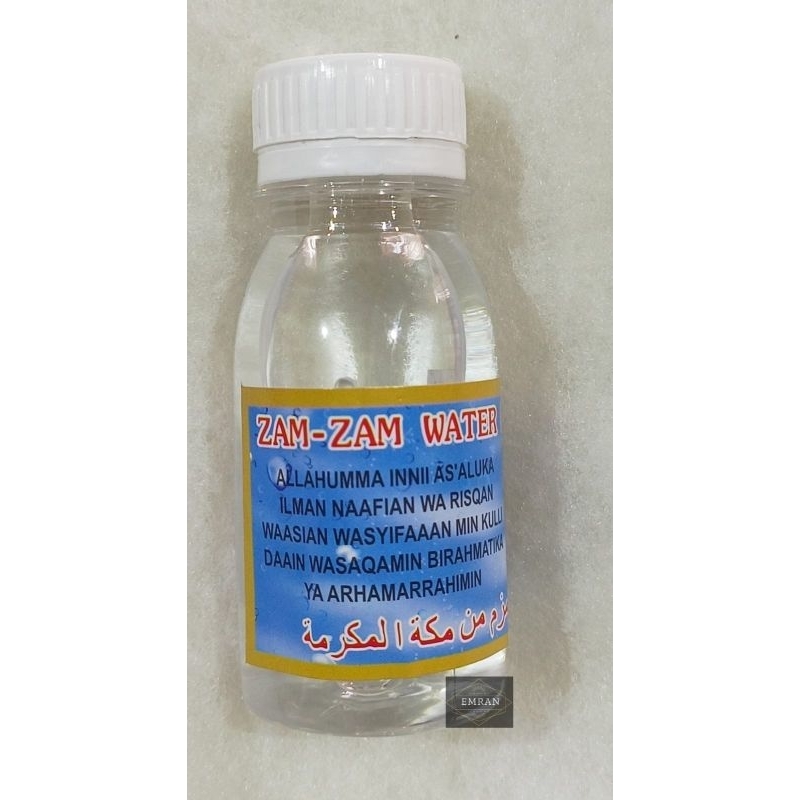 ZAM-ZAM WATER
ALLAHUMMA INNII AS'ALUKA
ILMAN NAAFIAN WA RISQAN
WAASIAN WASYIFAAAN MIN KULLI
DAAIN WASAQAMIN BIRAHMATIKA
YA ARHAMARRAHIMIN
من مكة المكرمة
EMRAN